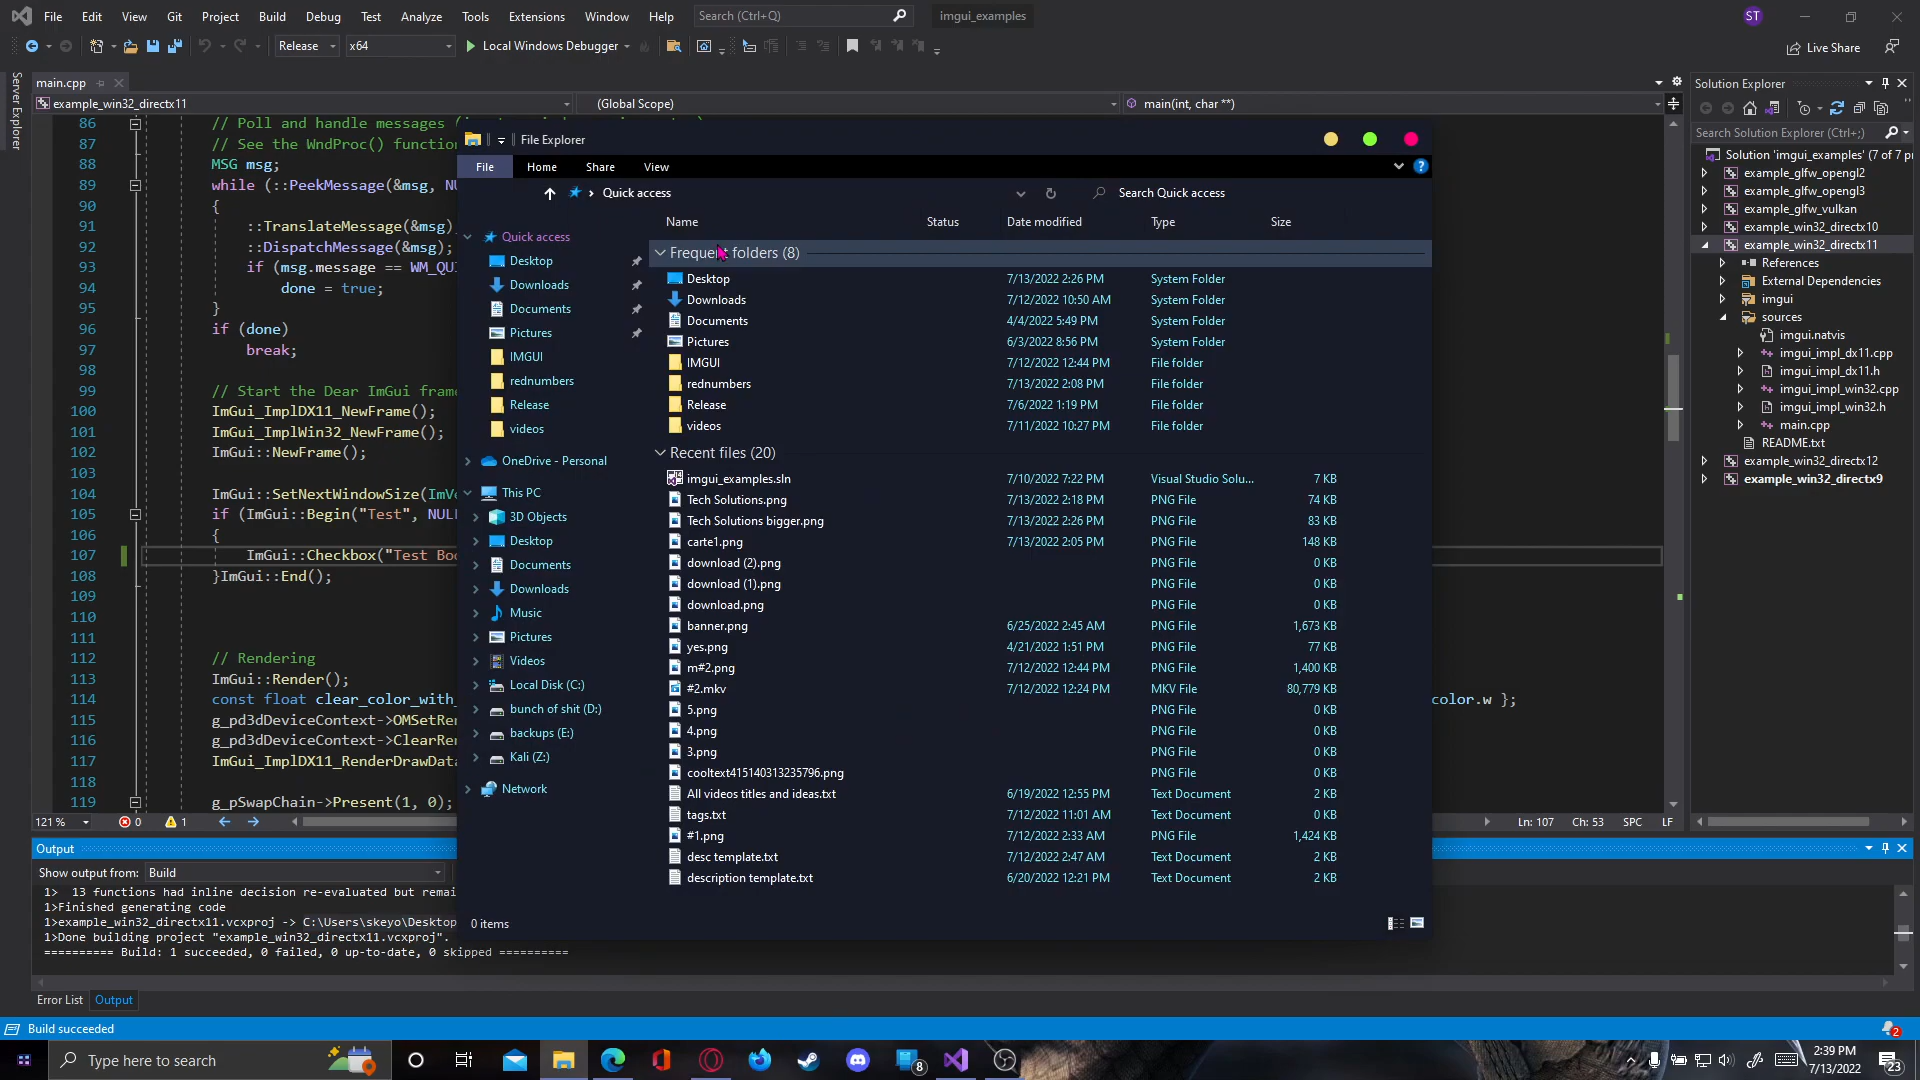 File Edit View Git Project Build Debug Test Analyze Tools Extensions Window Help Search (Ctrl+Q) imgui_examples ST
Release x64 Local Windows Debugger Live Share
Server Explorer
main.cpp
example_win32_directx11 (Global Scope) main(int, char **)
86 // Poll and handle messages
87 // See the WndProc() function
88 MSG msg;
89 while (::PeekMessage(&msg, NU
90 {
91 ::TranslateMessage(&msg)
92 ::DispatchMessage(&msg);
93 if (msg.message == WM_QUI
94 done = true;
95 }
96 if (done)
97 break;
98
99 // Start the Dear ImGui frame
100 ImGui_ImplDX11_NewFrame();
101 ImGui_ImplWin32_NewFrame();
102 ImGui::NewFrame();
103
104 ImGui::SetNextWindowSize(ImVe
105 if (ImGui::Begin("Test", NULL
106 {
107 ImGui::Checkbox("Test Boo
108 }ImGui::End();
109
110
111
112 // Rendering
113 ImGui::Render();
114 const float clear_color_with_ color.w };
115 g_pd3dDeviceContext->OMSetRen
116 g_pd3dDeviceContext->ClearRen
117 ImGui_ImplDX11_RenderDrawData
118
119 g_pSwapChain->Present(1, 0);
121 % 0 1 Ln: 107 Ch: 53 SPC LF
File Explorer
File Home Share View
Quick access Search Quick access
Name Status Date modified Type Size
Quick access
Desktop
Downloads
Documents
Pictures
IMGUI
rednumbers
Release
videos
OneDrive - Personal
This PC
3D Objects
Desktop
Documents
Downloads
Music
Pictures
Videos
Local Disk (C:)
bunch of shit (D:)
backups (E:)
Kali (Z:)
Network
Frequent folders (8)
Desktop 7/13/2022 2:26 PM System Folder
Downloads 7/12/2022 10:50 AM System Folder
Documents 4/4/2022 5:49 PM System Folder
Pictures 6/3/2022 8:56 PM System Folder
IMGUI 7/12/2022 12:44 PM File folder
rednumbers 7/13/2022 2:08 PM File folder
Release 7/6/2022 1:19 PM File folder
videos 7/11/2022 10:27 PM File folder
Recent files (20)
imgui_examples.sln 7/10/2022 7:22 PM Visual Studio Solu... 7 KB
Tech Solutions.png 7/13/2022 2:18 PM PNG File 74 KB
Tech Solutions bigger.png 7/13/2022 2:26 PM PNG File 83 KB
carte1.png 7/13/2022 2:05 PM PNG File 148 KB
download (2).png PNG File 0 KB
download (1).png PNG File 0 KB
download.png PNG File 0 KB
banner.png 6/25/2022 2:45 AM PNG File 1,673 KB
yes.png 4/21/2022 1:51 PM PNG File 77 KB
m#2.png 7/12/2022 12:44 PM PNG File 1,400 KB
#2.mkv 7/12/2022 12:24 PM MKV File 80,779 KB
5.png PNG File 0 KB
4.png PNG File 0 KB
3.png PNG File 0 KB
cooltext415140313235796.png PNG File 0 KB
All videos titles and ideas.txt 6/19/2022 12:55 PM Text Document 2 KB
tags.txt 7/12/2022 11:01 AM Text Document 0 KB
#1.png 7/12/2022 2:33 AM PNG File 1,424 KB
desc template.txt 7/12/2022 2:47 AM Text Document 2 KB
description template.txt 6/20/2022 12:21 PM Text Document 2 KB
0 items
Solution Explorer
Search Solution Explorer (Ctrl+;)
Solution 'imgui_examples' (7 of 7 pr
example_glfw_opengl2
example_glfw_opengl3
example_glfw_vulkan
example_win32_directx10
example_win32_directx11
References
External Dependencies
imgui
sources
imgui.natvis
imgui_impl_dx11.cpp
imgui_impl_dx11.h
imgui_impl_win32.cpp
imgui_impl_win32.h
main.cpp
README.txt
example_win32_directx12
example_win32_directx9
Output
Show output from: Build
1> 13 functions had inline decision re-evaluated but remai
1>Finished generating code
1>example_win32_directx11.vcxproj -> C:\Users\skeyo\Desktop
1>Done building project "example_win32_directx11.vcxproj".
========== Build: 1 succeeded, 0 failed, 0 up-to-date, 0 skipped ==========
Error List Output
Build succeeded 2
Type here to search 8 2:39 PM
7/13/2022 23